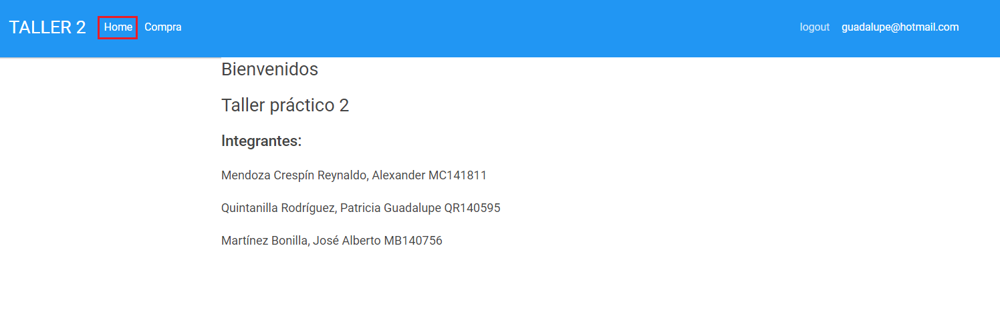 TALLER 2 Home Compra logout guadalupe@hotmail.com
Bienvenidos
Taller práctico 2
Integrantes:
Mendoza Crespín Reynaldo, Alexander MC141811
Quintanilla Rodríguez, Patricia Guadalupe QR140595
Martínez Bonilla, José Alberto MB140756